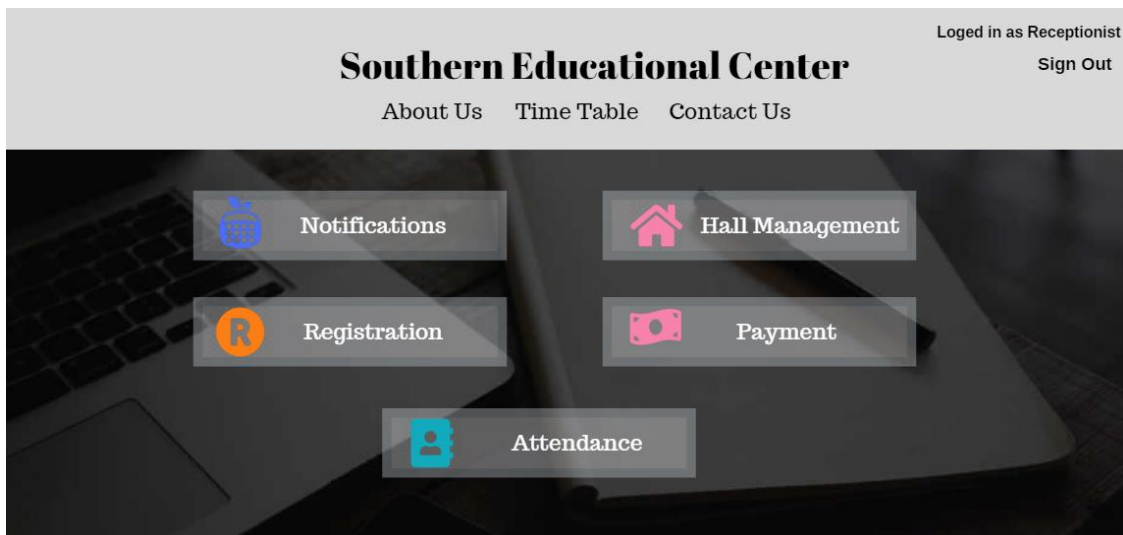 Loged in as Receptionist
Southern Educational Center
Sign Out
About Us Time Table Contact Us
Notifications
Hall Management
R Registration
Payment
Attendance